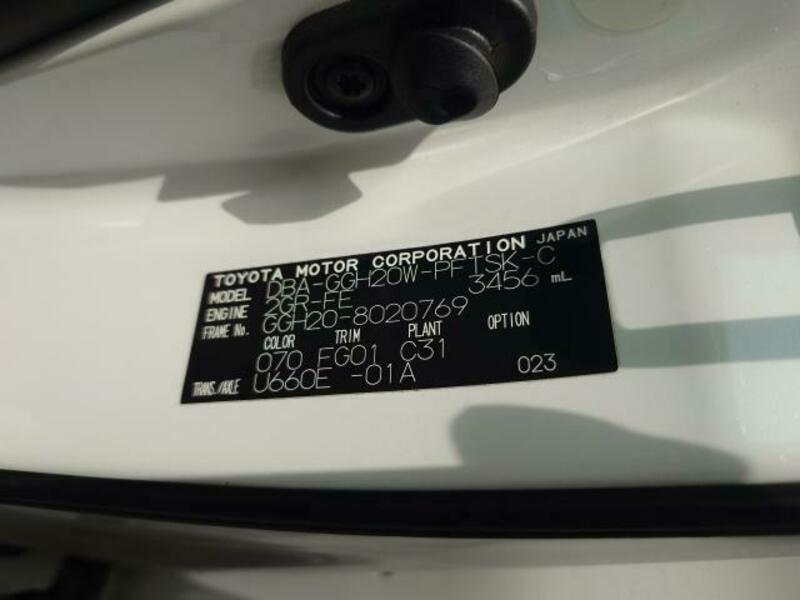 TOYOTA MOTOR CORPORATION JAPAN
MODEL DBA-GGH20W-PFTSK-C
ENGINE 2GR-FE 3456 mL
FRAME No. GGH20-8020769
COLOR TRIM PLANT OPTION
070 FG01 C31
TRANS./AXLE U660E -01A 023